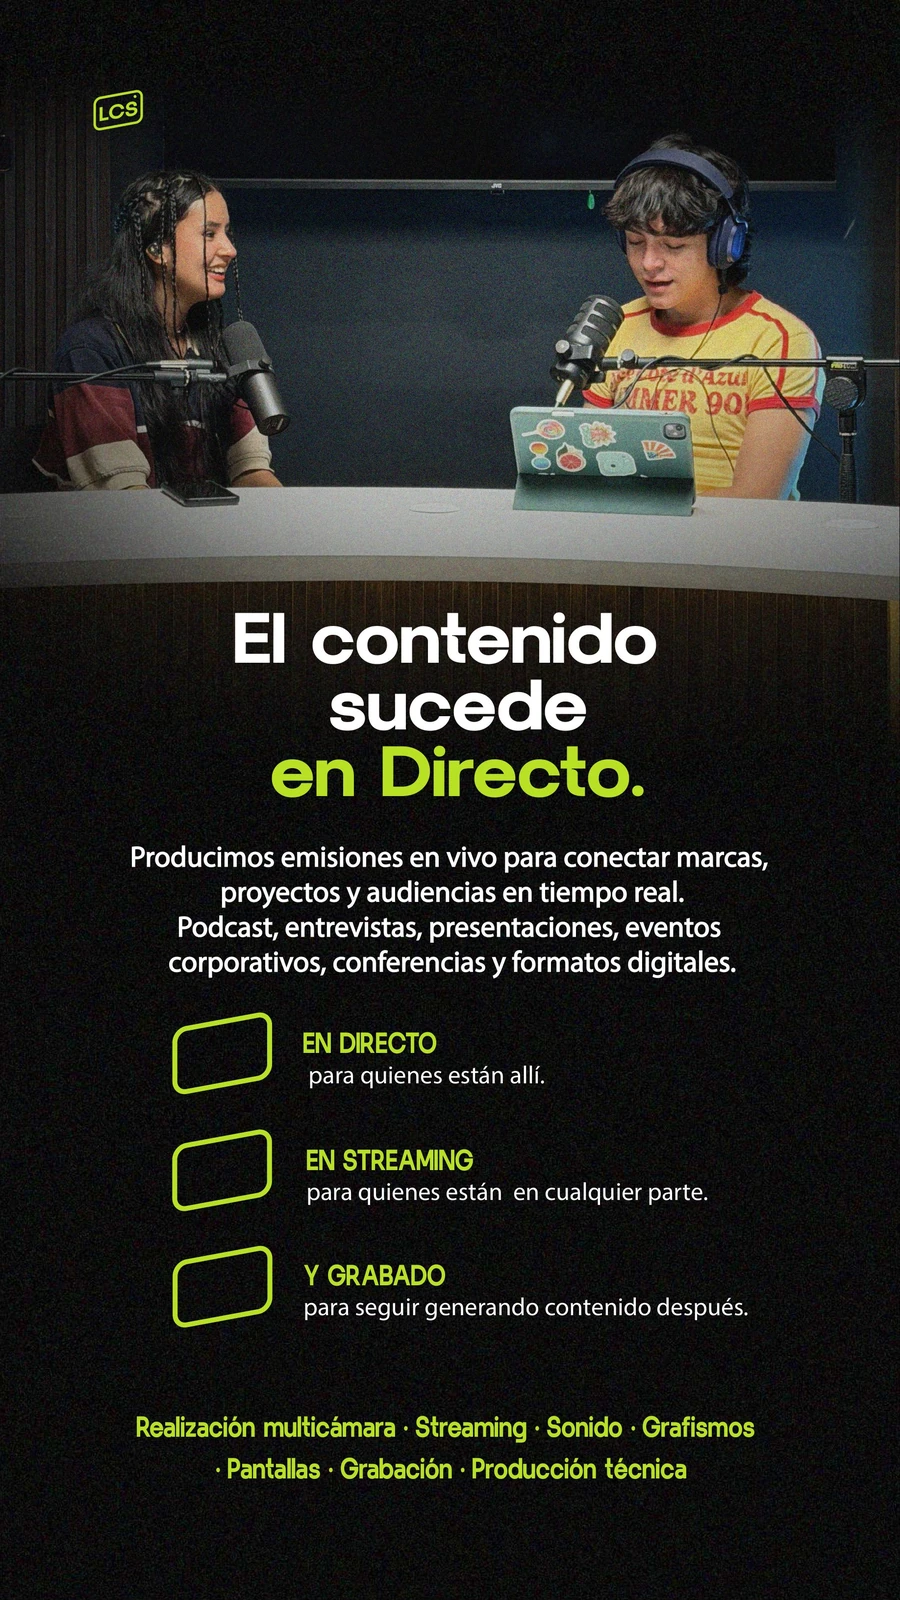 LCS
JVC
El contenido
sucede
en Directo.
Producimos emisiones en vivo para conectar marcas,
proyectos y audiencias en tiempo real.
Podcast, entrevistas, presentaciones, eventos
corporativos, conferencias y formatos digitales.
EN DIRECTO
para quienes están allí.
EN STREAMING
para quienes están  en cualquier parte.
Y GRABADO
para seguir generando contenido después.
Realización multicámara · Streaming · Sonido · Grafismos
· Pantallas · Grabación · Producción técnica